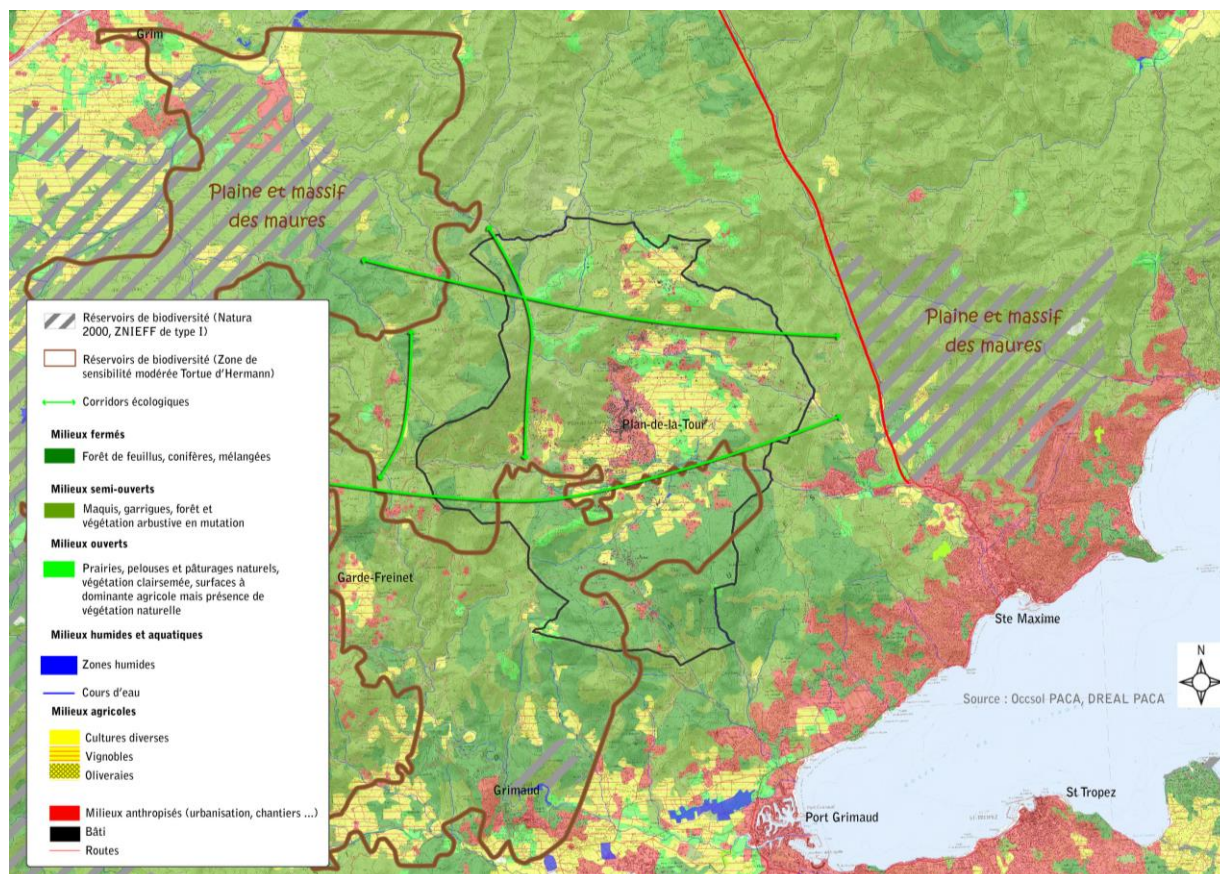 Grim
Plaine et massif
des maures
Plaine et massif
des maures
Plan-de-la-Tour
Garde-Freinet
Ste Maxime
Grimaud
Port Grimaud
St Tropez
Source : Occsol PACA, DREAL PACA
N
Réservoirs de biodiversité (Natura
2000, ZNIEFF de type I)
Réservoirs de biodiversité (Zone de
sensibilité modérée Tortue d'Hermann)
Corridors écologiques
Milieux fermés
Forêt de feuillus, conifères, mélangées
Milieux semi-ouverts
Maquis, garrigues, forêt et
végétation arbustive en mutation
Milieux ouverts
Prairies, pelouses et pâturages naturels,
végétation clairsemée, surfaces à
dominante agricole mais présence de
végétation naturelle
Milieux humides et aquatiques
Zones humides
Cours d'eau
Milieux agricoles
Cultures diverses
Vignobles
Oliveraies
Milieux anthropisés (urbanisation, chantiers ...)
Bâti
Routes